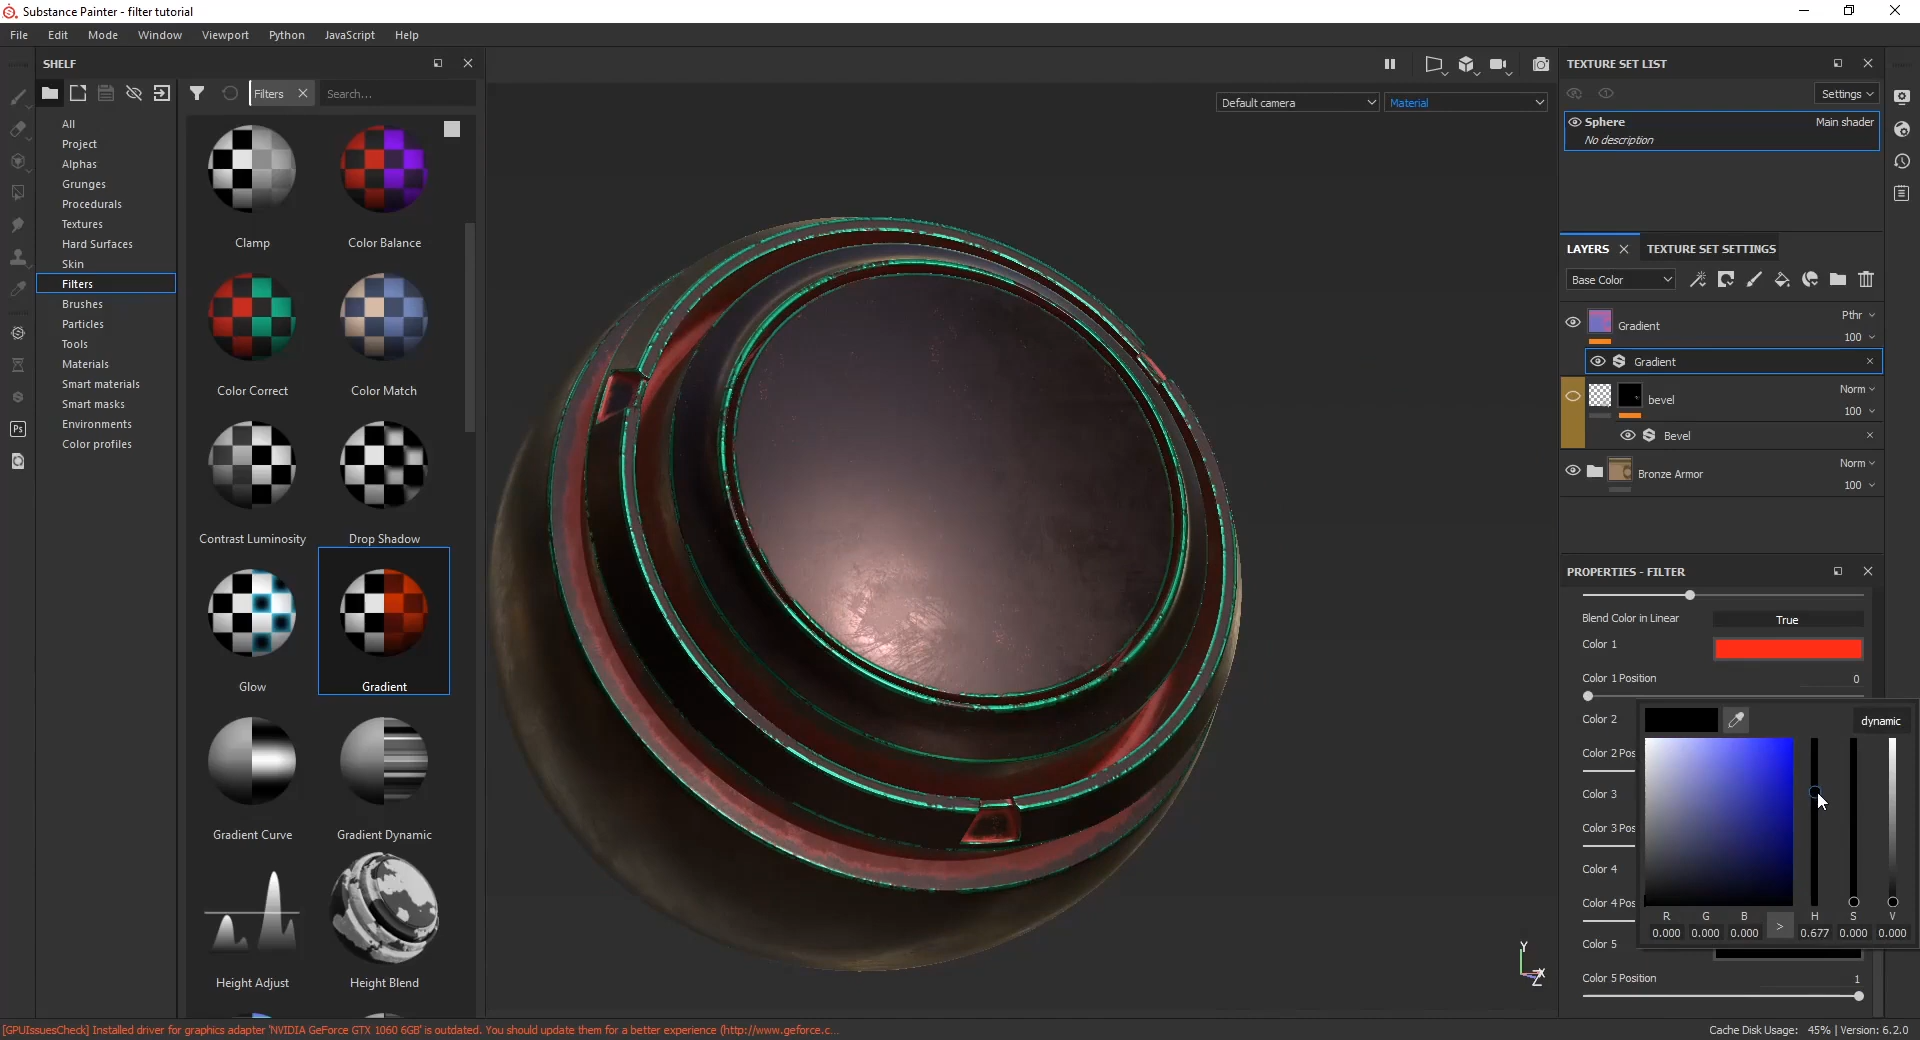 Substance Painter - filter tutorial
File Edit Mode Window Viewport Python JavaScript Help
SHELF
Filters
Search...
All
Project
Alphas
Grunges
Procedurals
Textures
Hard Surfaces
Skin
Filters
Brushes
Particles
Tools
Materials
Smart materials
Smart masks
Environments
Color profiles
Ps
Clamp
Color Balance
Color Correct
Color Match
Contrast Luminosity
Drop Shadow
Glow
Gradient
Gradient Curve
Gradient Dynamic
Height Adjust
Height Blend
Default camera
Material
Y
X
Z
TEXTURE SET LIST
Settings
Sphere
Main shader
No description
LAYERS
TEXTURE SET SETTINGS
Base Color
Gradient
Pthr
100
Gradient
bevel
Norm
100
Bevel
Bronze Armor
Norm
100
PROPERTIES - FILTER
Blend Color in Linear
True
Color 1
Color 1 Position
0
Color 2
Color 2 Pos
Color 3
Color 3 Pos
Color 4
Color 4 Pos
Color 5
Color 5 Position
1
dynamic
R G B > H S V
0.000 0.000 0.000 0.677 0.000 0.000
[GPUIssuesCheck] Installed driver for graphics adapter 'NVIDIA GeForce GTX 1060 6GB' is outdated. You should update them for a better experience (http://www.geforce.c...
Cache Disk Usage: 45% | Version: 6.2.0